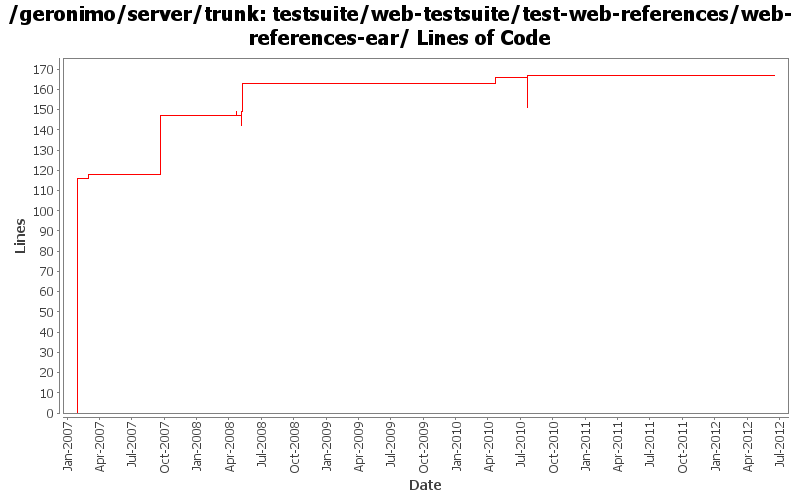 /geronimo/server/trunk: testsuite/web-testsuite/test-web-references/web-
references-ear/ Lines of Code
Lines
170
160
150
140
130
120
110
100
90
80
70
60
50
40
30
20
10
0
Jan-2007
Apr-2007
Jul-2007
Oct-2007
Jan-2008
Apr-2008
Jul-2008
Oct-2008
Jan-2009
Apr-2009
Jul-2009
Oct-2009
Jan-2010
Apr-2010
Jul-2010
Oct-2010
Jan-2011
Apr-2011
Jul-2011
Oct-2011
Jan-2012
Apr-2012
Jul-2012
Date